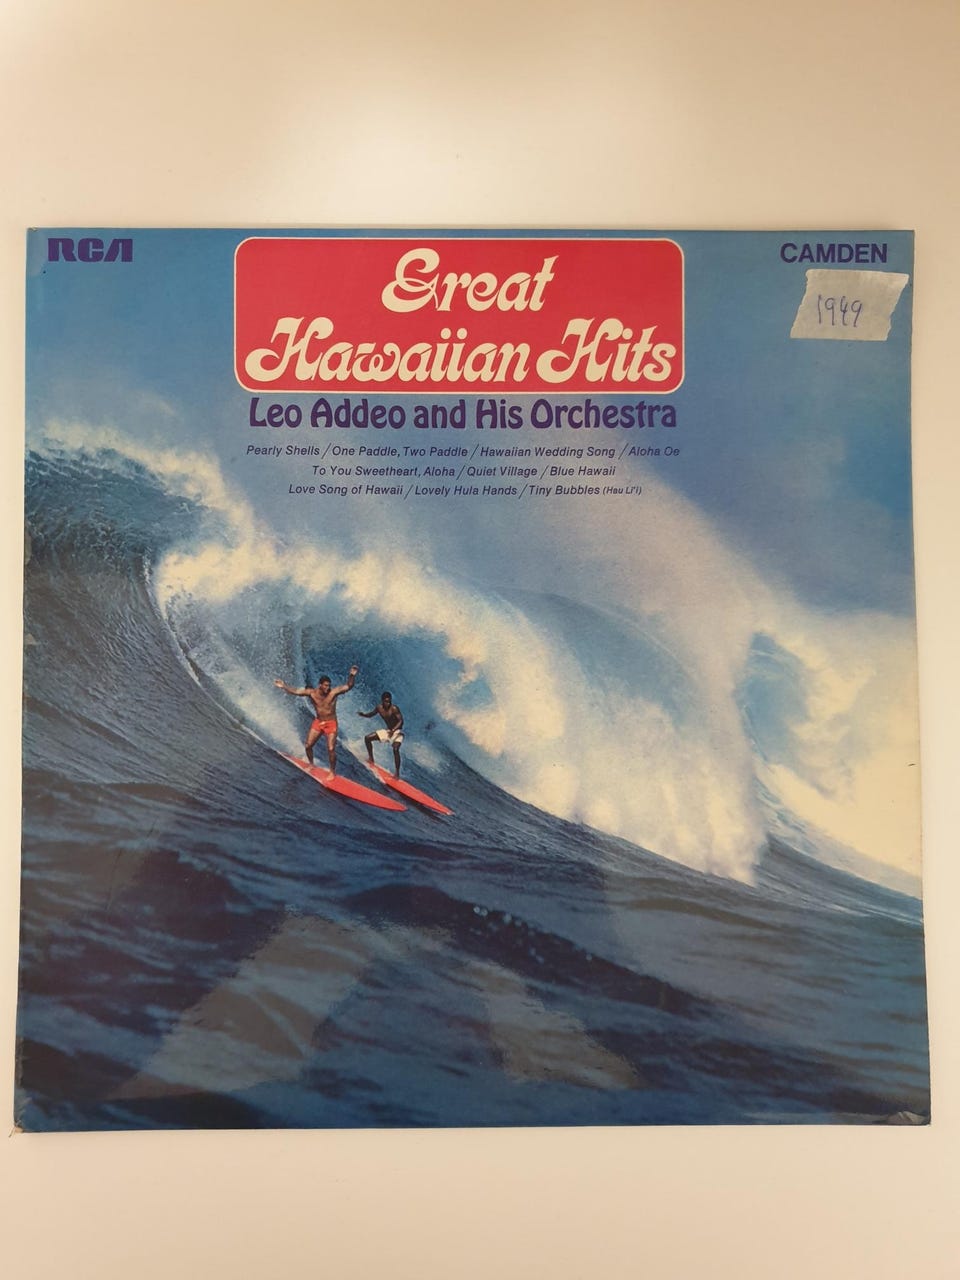 RCA
CAMDEN
1949
Great
Hawaiian Hits
Leo Addeo and His Orchestra
Pearly Shells / One Paddle, Two Paddle / Hawaiian Wedding Song / Aloha Oe
To You Sweetheart, Aloha / Quiet Village / Blue Hawaii
Love Song of Hawaii / Lovely Hula Hands / Tiny Bubbles (Hau Li'i)